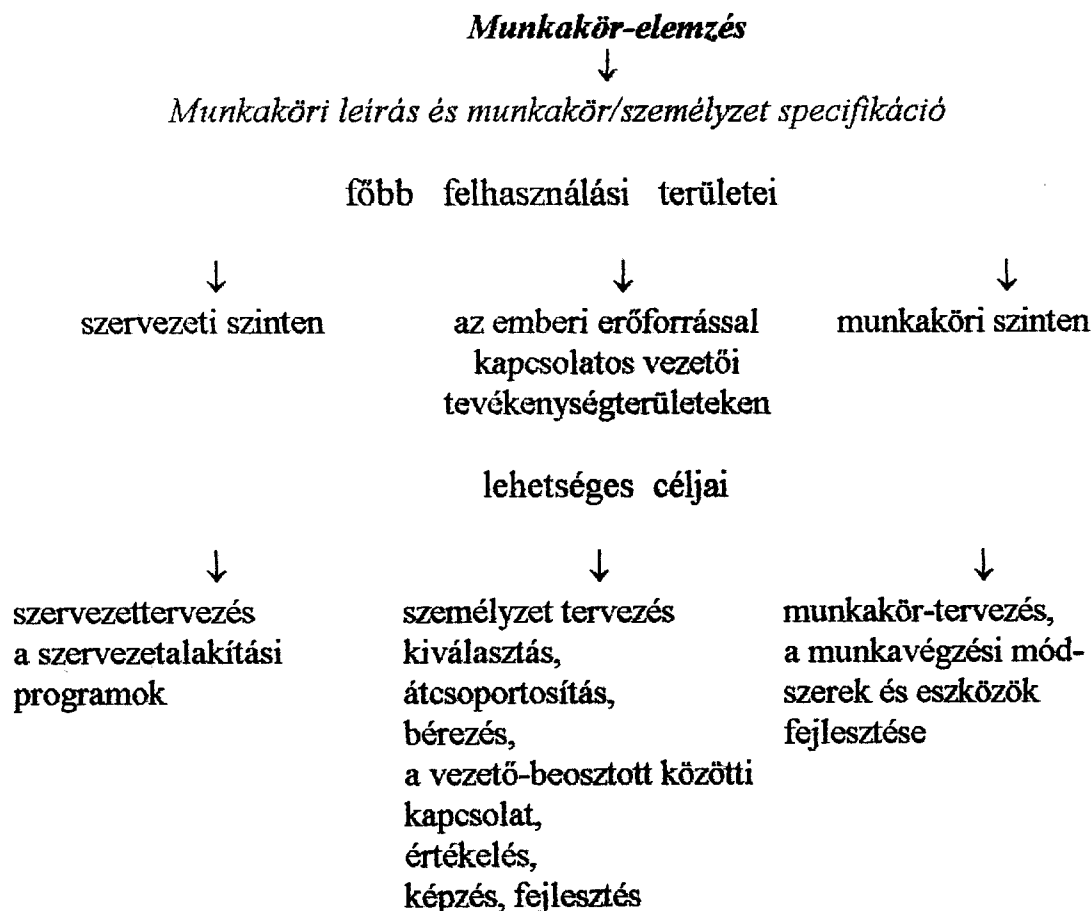 Munkakör-elemzés
↓
Munkaköri leírás és munkakör/személyzet specifikáció
főbb felhasználási területei
↓ ↓ ↓
szervezeti szinten
az emberi erőforrással
kapcsolatos vezetői
tevékenységterületeken
munkaköri szinten
lehetséges céljai
↓ ↓ ↓
szervezettervezés
a szervezetalakítási
programok
személyzet tervezés
kiválasztás,
átcsoportosítás,
bérezés,
a vezető-beosztott közötti
kapcsolat,
értékelés,
képzés, fejlesztés
munkakör-tervezés,
a munkavégzési mód-
szerek és eszközök
fejlesztése